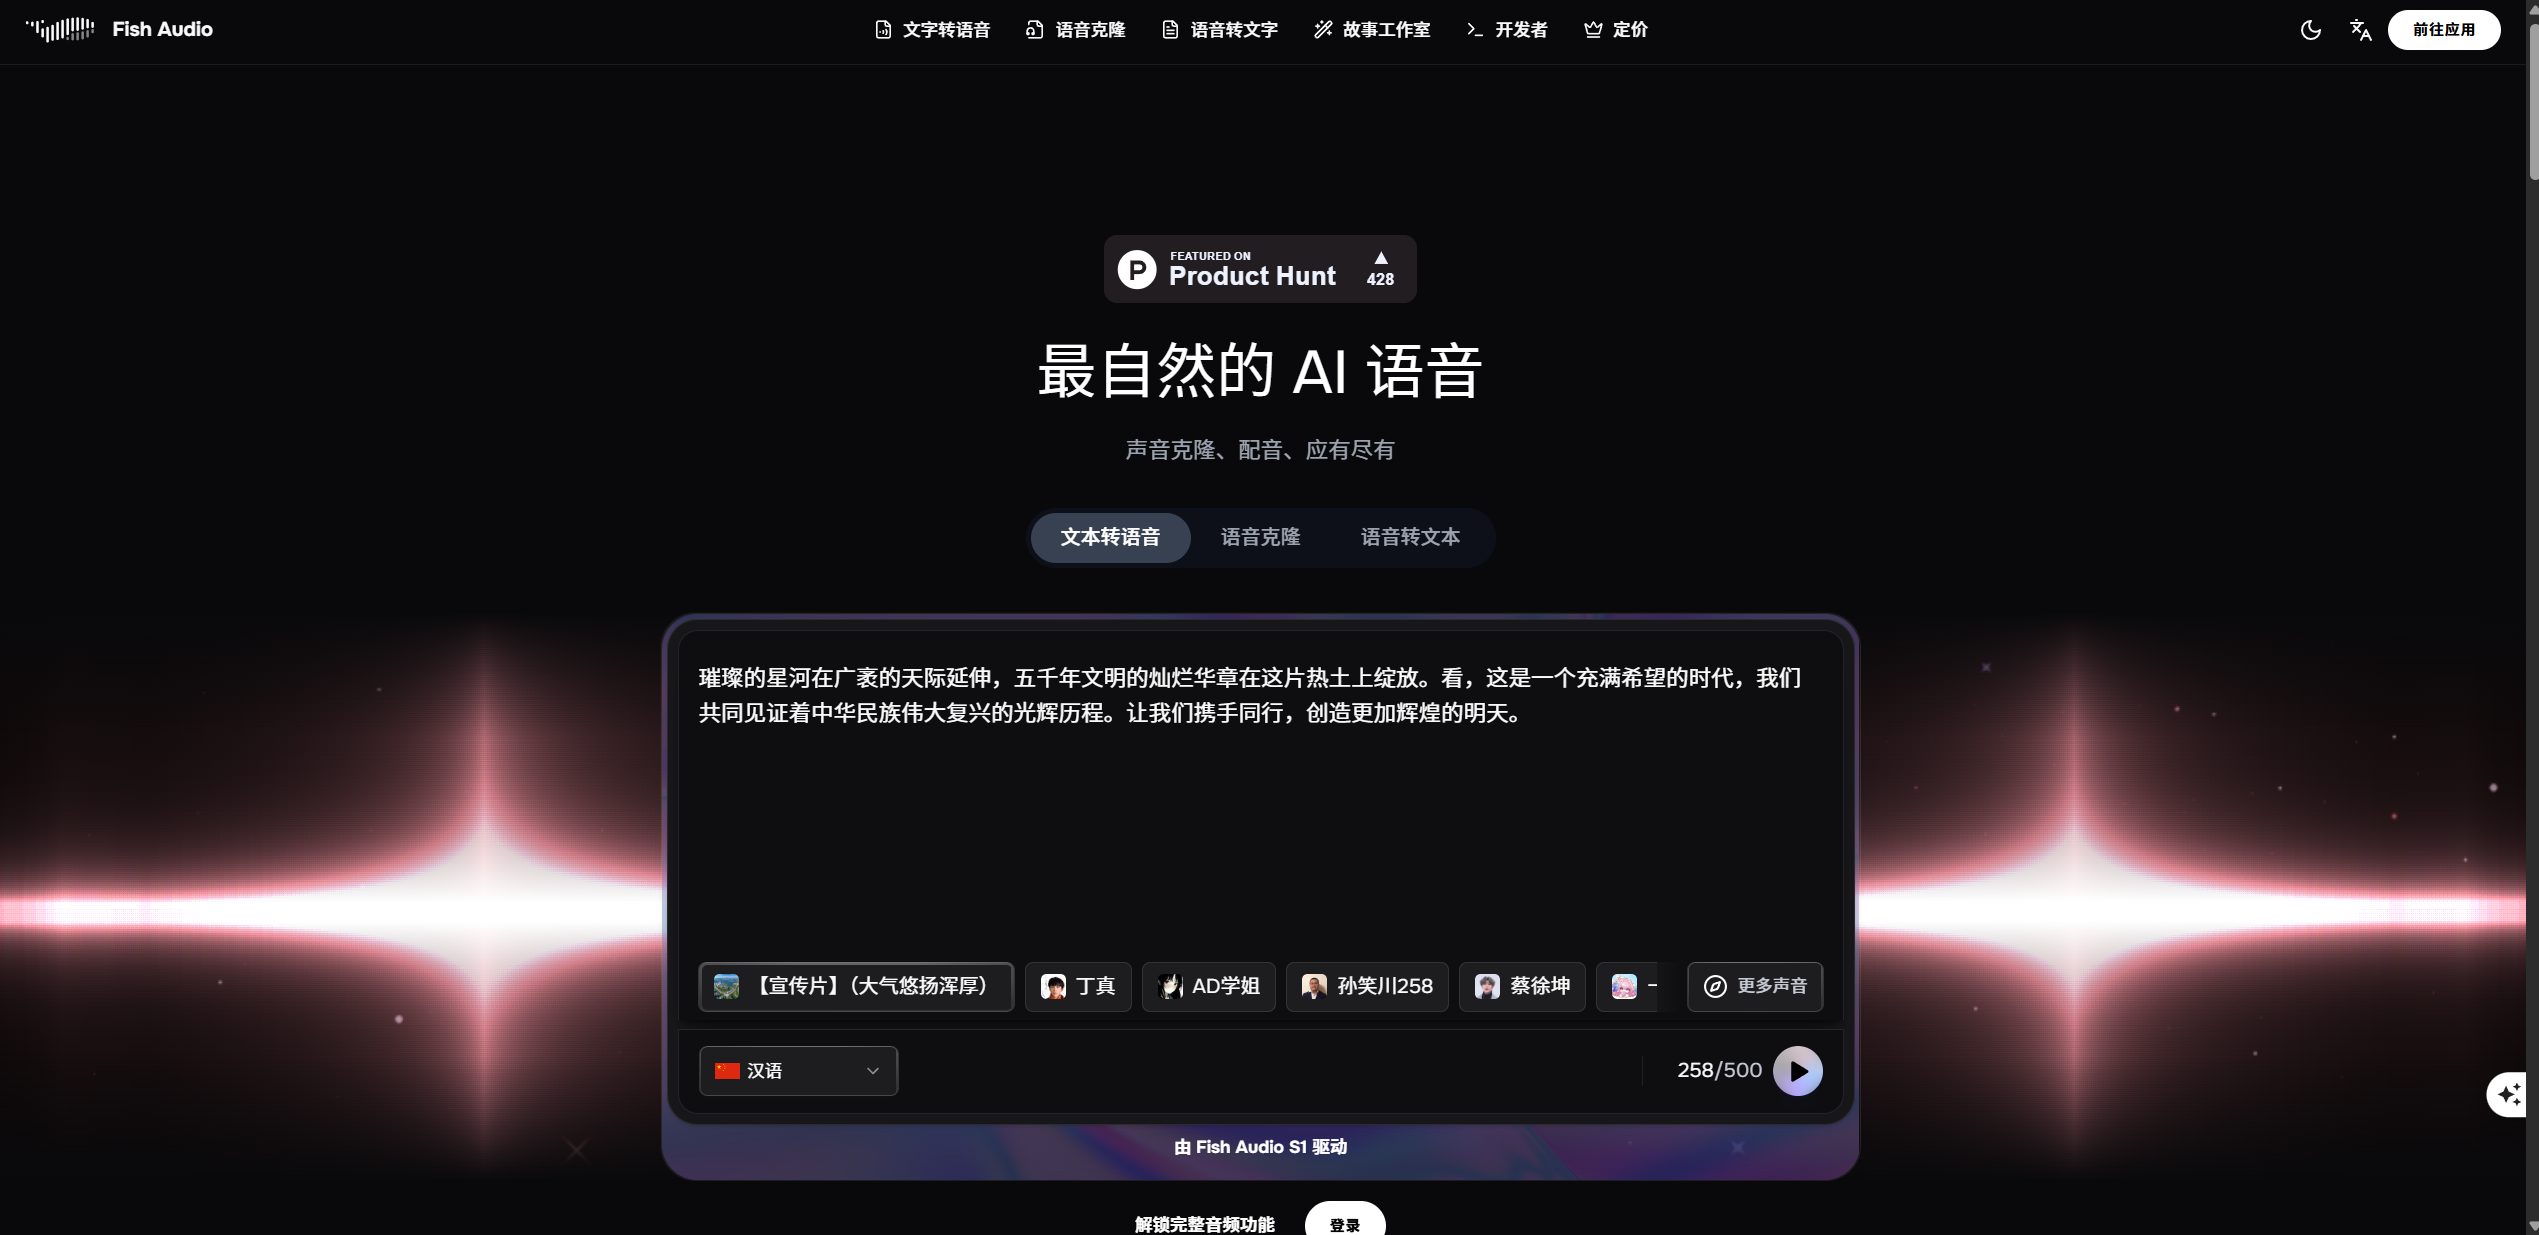 Fish Audio
文字转语音
语音克隆
语音转文字
故事工作室
开发者
定价
前往应用
FEATURED ON
Product Hunt
428
最自然的 AI 语音
声音克隆、配音、应有尽有
文本转语音
语音克隆
语音转文本
璀璨的星河在广袤的天际延伸，五千年文明的灿烂华章在这片热土上绽放。看，这是一个充满希望的时代，我们
共同见证着中华民族伟大复兴的光辉历程。让我们携手同行，创造更加辉煌的明天。
【宣传片】（大气悠扬浑厚）
丁真
AD学姐
孙笑川258
蔡徐坤
更多声音
汉语
258/500
由 Fish Audio S1 驱动
解锁完整音频功能
登录